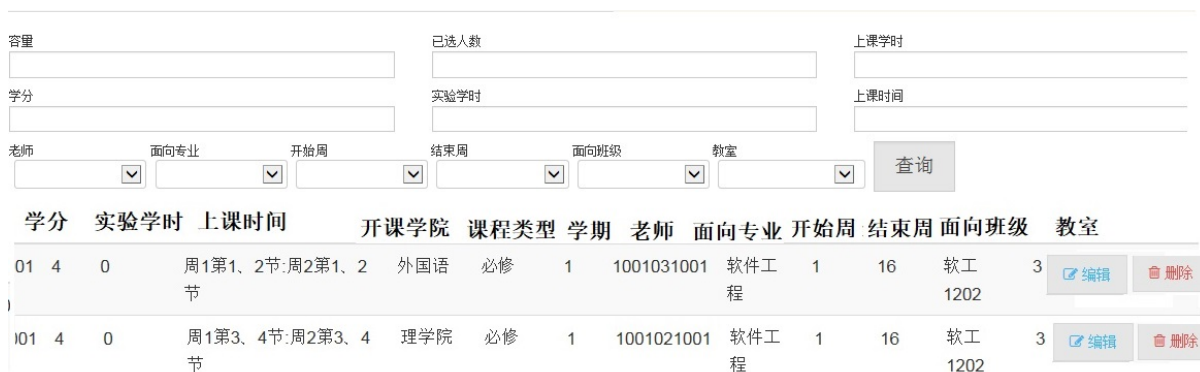 容量 已选人数 上课学时
学分 实验学时 上课时间
老师 面向专业 开始周 结束周 面向班级 教室
查询
学分 实验学时 上课时间 开课学院 课程类型 学期 老师 面向专业 开始周 结束周 面向班级 教室
01 4 0 周1第1、2节:周2第1、2 外国语 必修 1 1001031001 软件工 1 16 软工 3 编辑 删除
节 程 1202
001 4 0 周1第3、4节:周2第3、4 理学院 必修 1 1001021001 软件工 1 16 软工 3 编辑 删除
节 程 1202